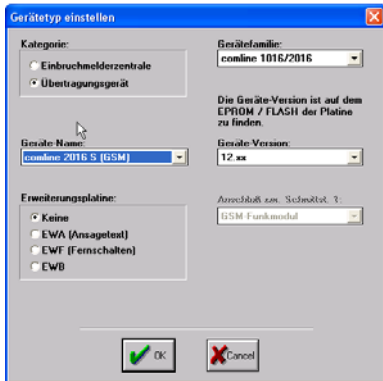 Gerätetyp einstellen
Kategorie:
Einbruchmelderzentrale
Übertragungsgerät
Gerätefamilie:
comline 1016/2016
Die Geräte-Version ist auf dem
EPROM / FLASH der Platine
zu finden.
Geräte-Name:
comline 2016 S (GSM)
Geräte-Version:
12.xx
Erweiterungsplatine:
Keine
EWA (Ansagetext)
EWF (Fernschalten)
EWB
Anschluß an Schnittst. ?:
GSM-Funkmodul
OK
Cancel